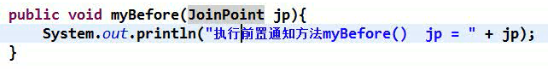 public void myBefore(JoinPoint jp){
    System.out.println("执行前置通知方法myBefore()  jp = " + jp);
}